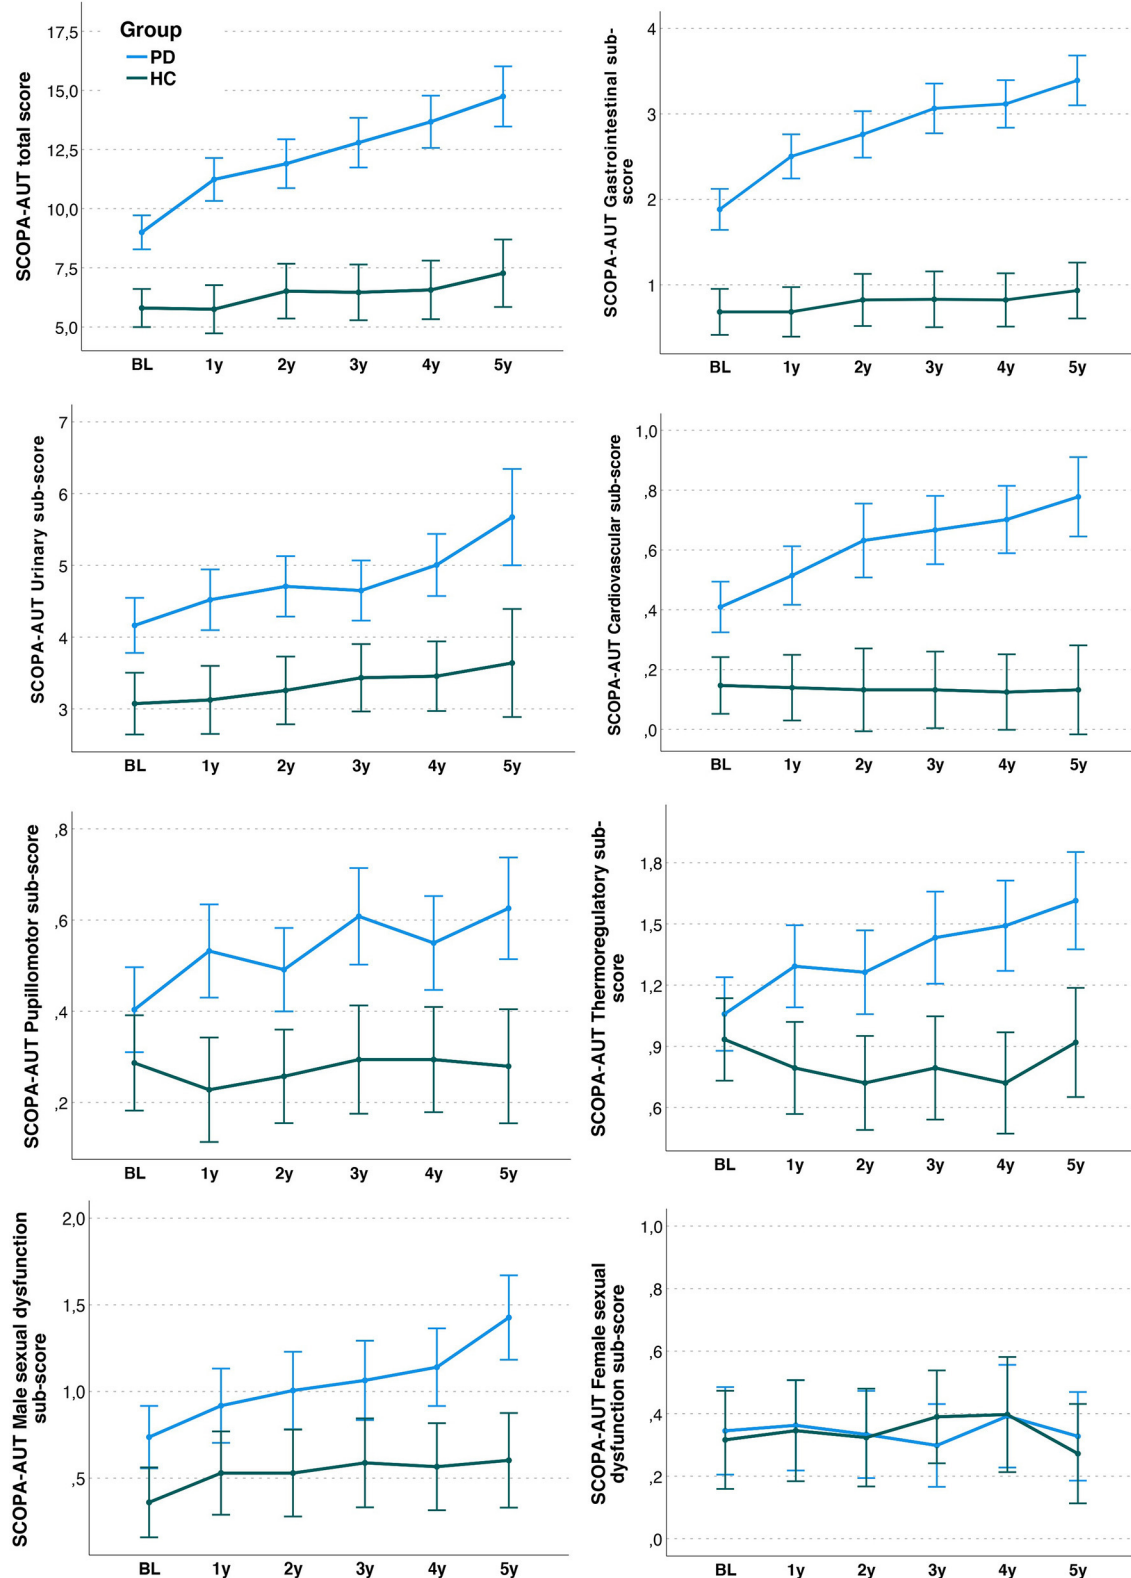 Group
PD
HC
SCOPA-AUT total score
17,5
15,0
12,5
10,0
7,5
5,0
BL 1y 2y 3y 4y 5y
SCOPA-AUT Gastrointestinal sub-
score
4
3
2
1
BL 1y 2y 3y 4y 5y
SCOPA-AUT Urinary sub-score
7
6
5
4
3
BL 1y 2y 3y 4y 5y
SCOPA-AUT Cardiovascular sub-score
1,0
,8
,6
,4
,2
,0
BL 1y 2y 3y 4y 5y
SCOPA-AUT Pupillomotor sub-score
,8
,6
,4
,2
BL 1y 2y 3y 4y 5y
SCOPA-AUT Thermoregulatory sub-
score
1,8
1,5
1,2
,9
,6
BL 1y 2y 3y 4y 5y
SCOPA-AUT Male sexual dysfunction
sub-score
2,0
1,5
1,0
,5
BL 1y 2y 3y 4y 5y
SCOPA-AUT Female sexual
dysfunction sub-score
1,0
,8
,6
,4
,2
,0
BL 1y 2y 3y 4y 5y